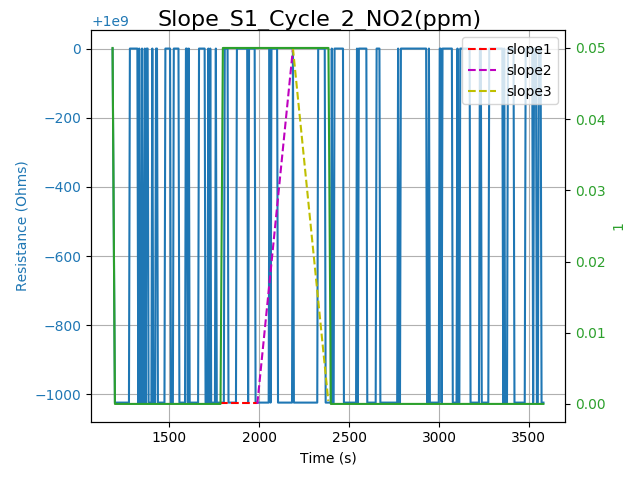 Slope_S1_Cycle_2_NO2(ppm)
+1e9
slope1
slope2
slope3
0
−200
−400
−600
−800
−1000
Resistance (Ohms)
0.05
0.04
0.03
0.02
0.01
0.00
1
1500
2000
2500
3000
3500
Time (s)